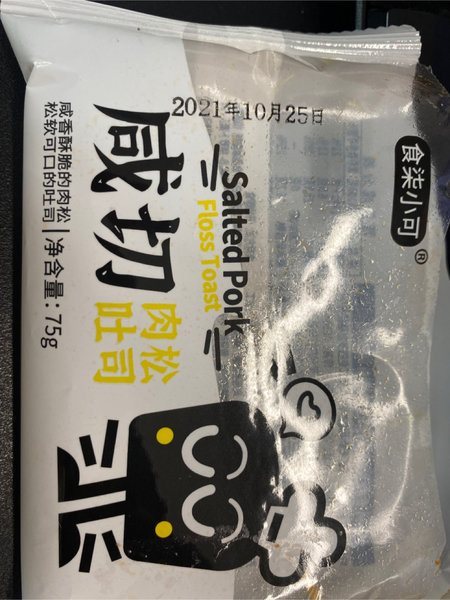 2021年10月25日
食柒小可®
Salted Pork
Floss Toast
咸切
肉松
吐司
咸香酥脆的肉松
松软可口的吐司
净含量:75g